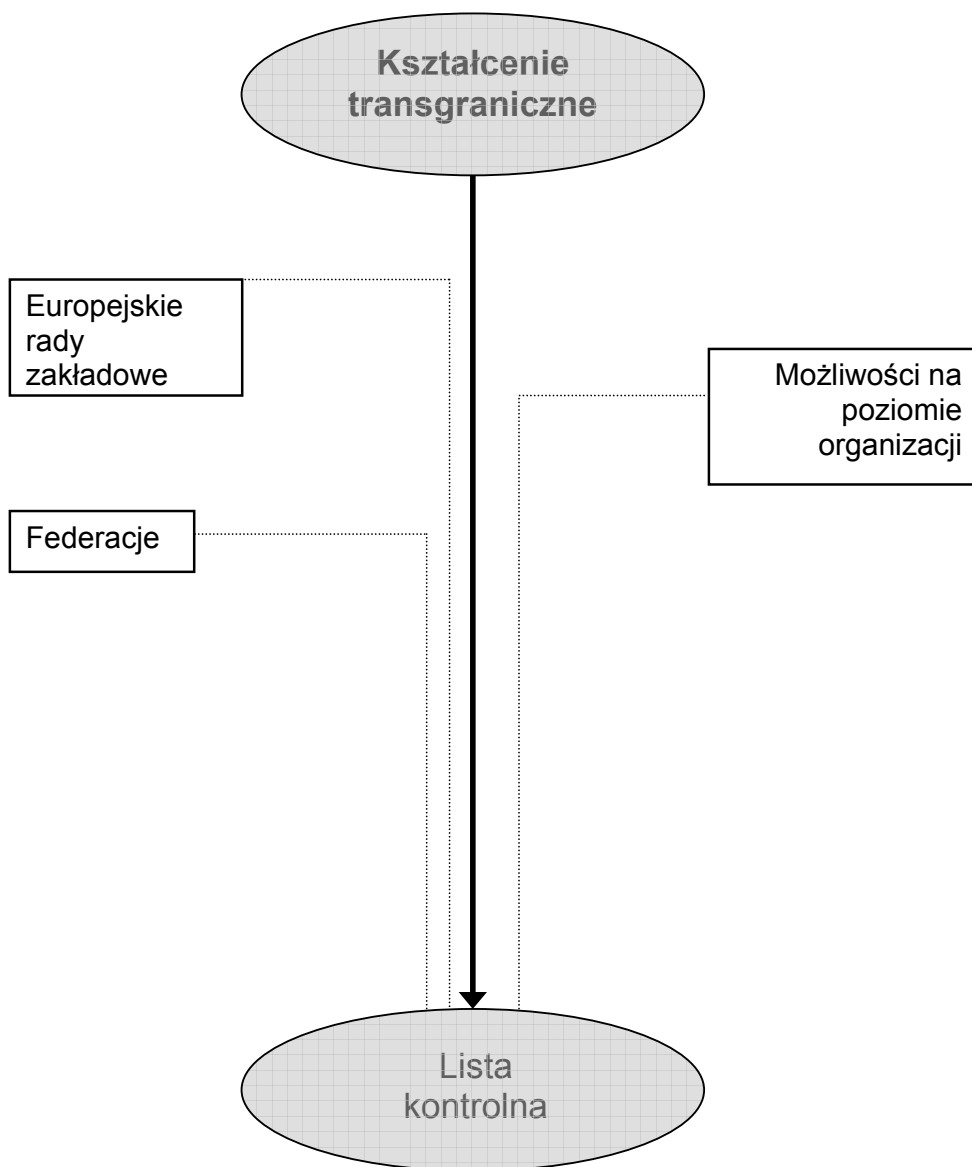 Kształcenie
transgraniczne
Europejskie
rady
zakładowe
Możliwości na
poziomie
organizacji
Federacje
Lista
kontrolna